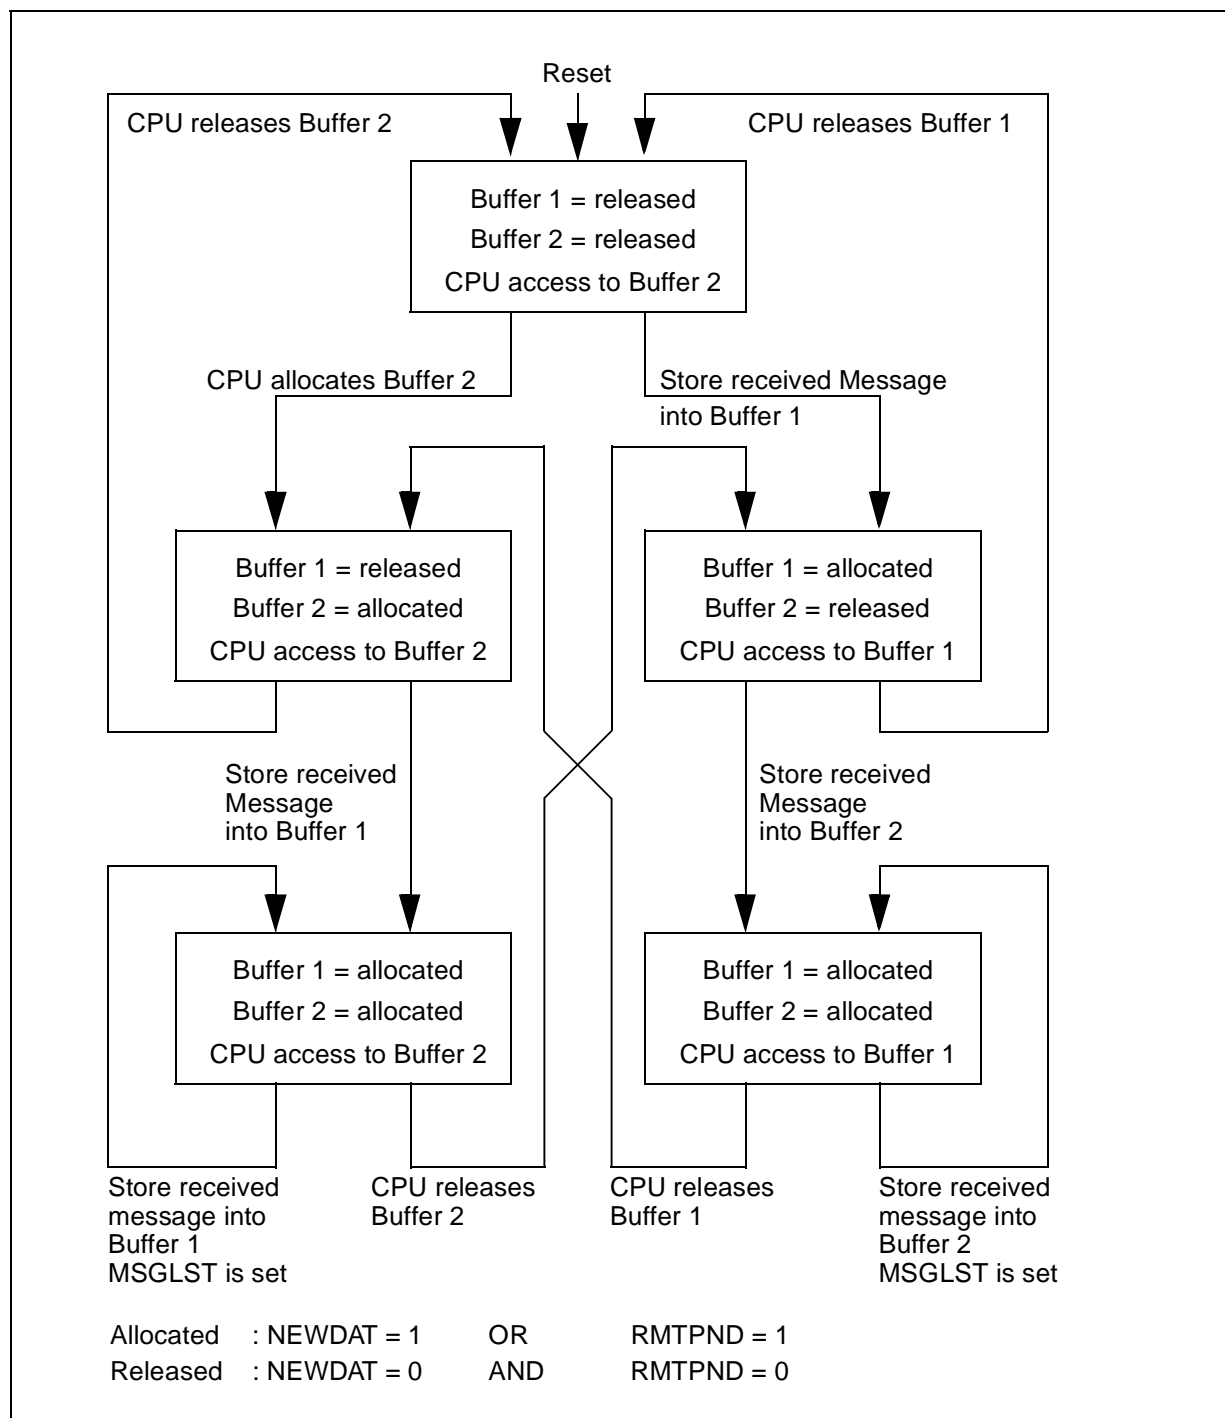 Reset
CPU releases Buffer 2
CPU releases Buffer 1
Buffer 1 = released
Buffer 2 = released
CPU access to Buffer 2
CPU allocates Buffer 2
Store received Message
into Buffer 1
Buffer 1 = released
Buffer 2 = allocated
CPU access to Buffer 2
Buffer 1 = allocated
Buffer 2 = released
CPU access to Buffer 1
Store received
Message
into Buffer 1
Store received
Message
into Buffer 2
Buffer 1 = allocated
Buffer 2 = allocated
CPU access to Buffer 2
Buffer 1 = allocated
Buffer 2 = allocated
CPU access to Buffer 1
Store received
message into
Buffer 1
MSGLST is set
CPU releases
Buffer 2
CPU releases
Buffer 1
Store received
message into
Buffer 2
MSGLST is set
Allocated : NEWDAT = 1 OR RMTPND = 1
Released : NEWDAT = 0 AND RMTPND = 0